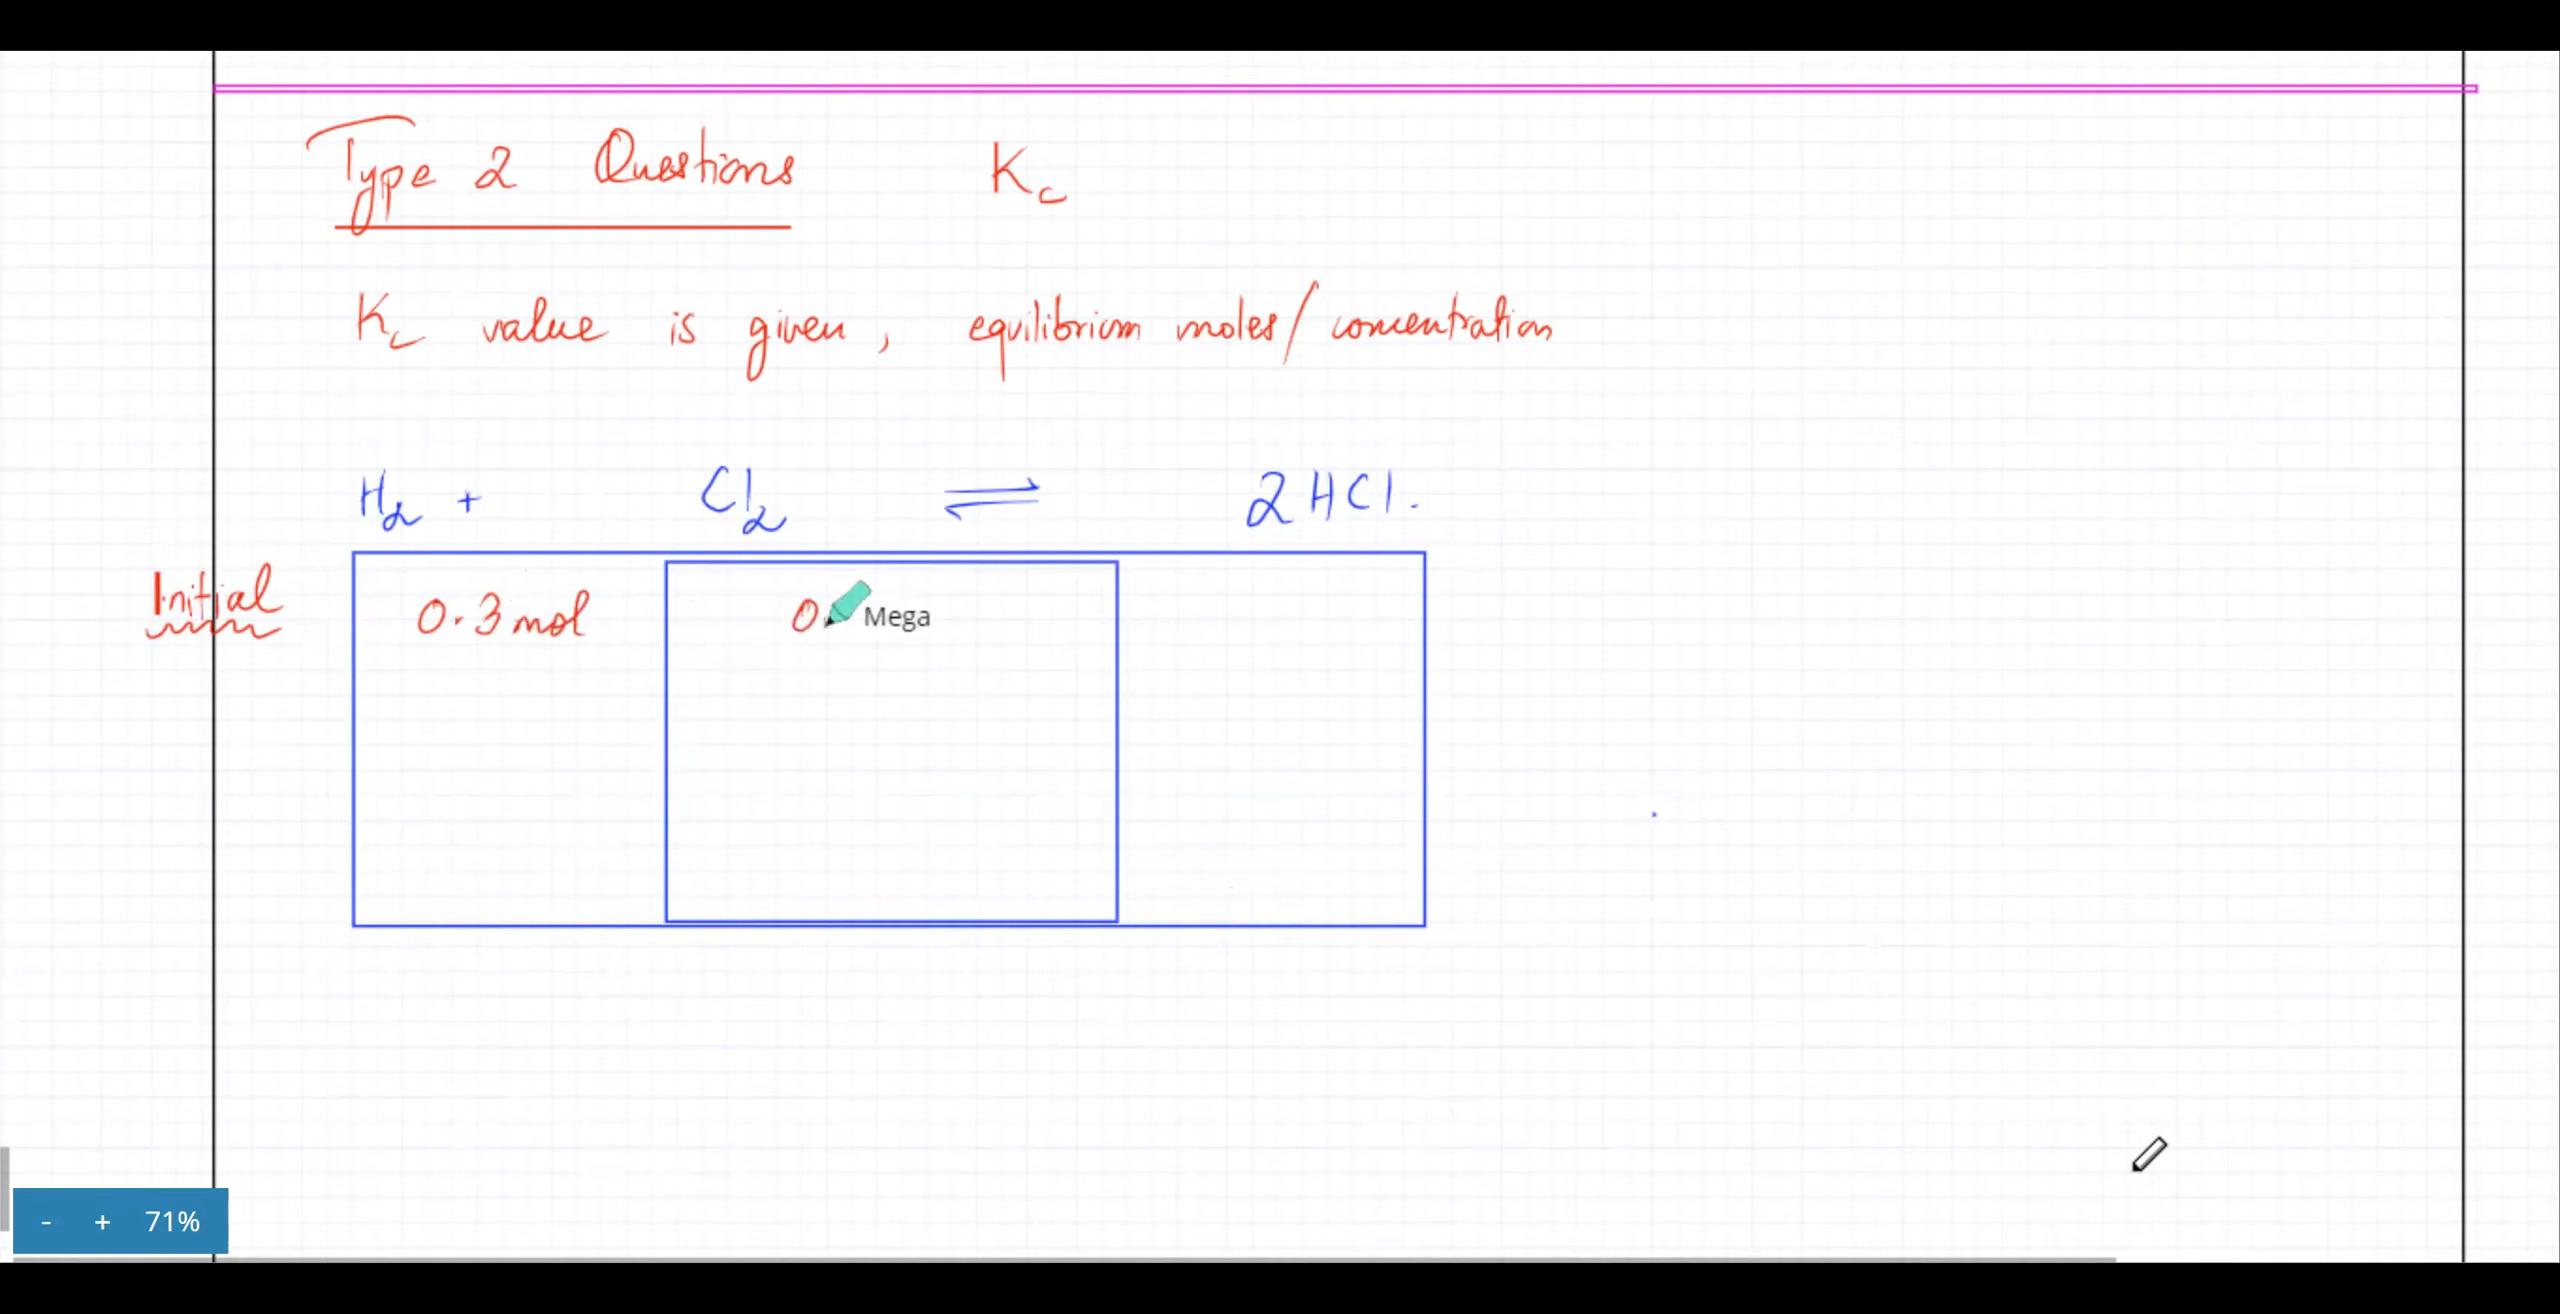 Type 2 Questions Kc
Kc value is given, equilibrium moles/concentration
H2 + Cl2 ⇌ 2HCl.
Initial 0.3 mol 0. Mega
- + 71%